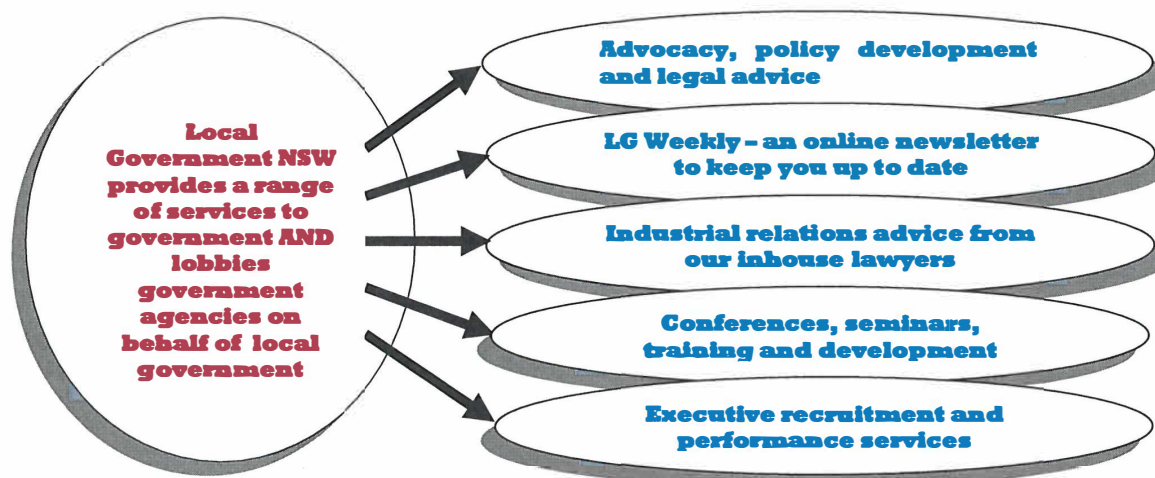 Local
Government NSW
provides a range
of services to
government AND
lobbies
government
agencies on
behalf of local
government
Advocacy, policy development
and legal advice
LG Weekly – an online newsletter
to keep you up to date
Industrial relations advice from
our inhouse lawyers
Conferences, seminars,
training and development
Executive recruitment and
performance services